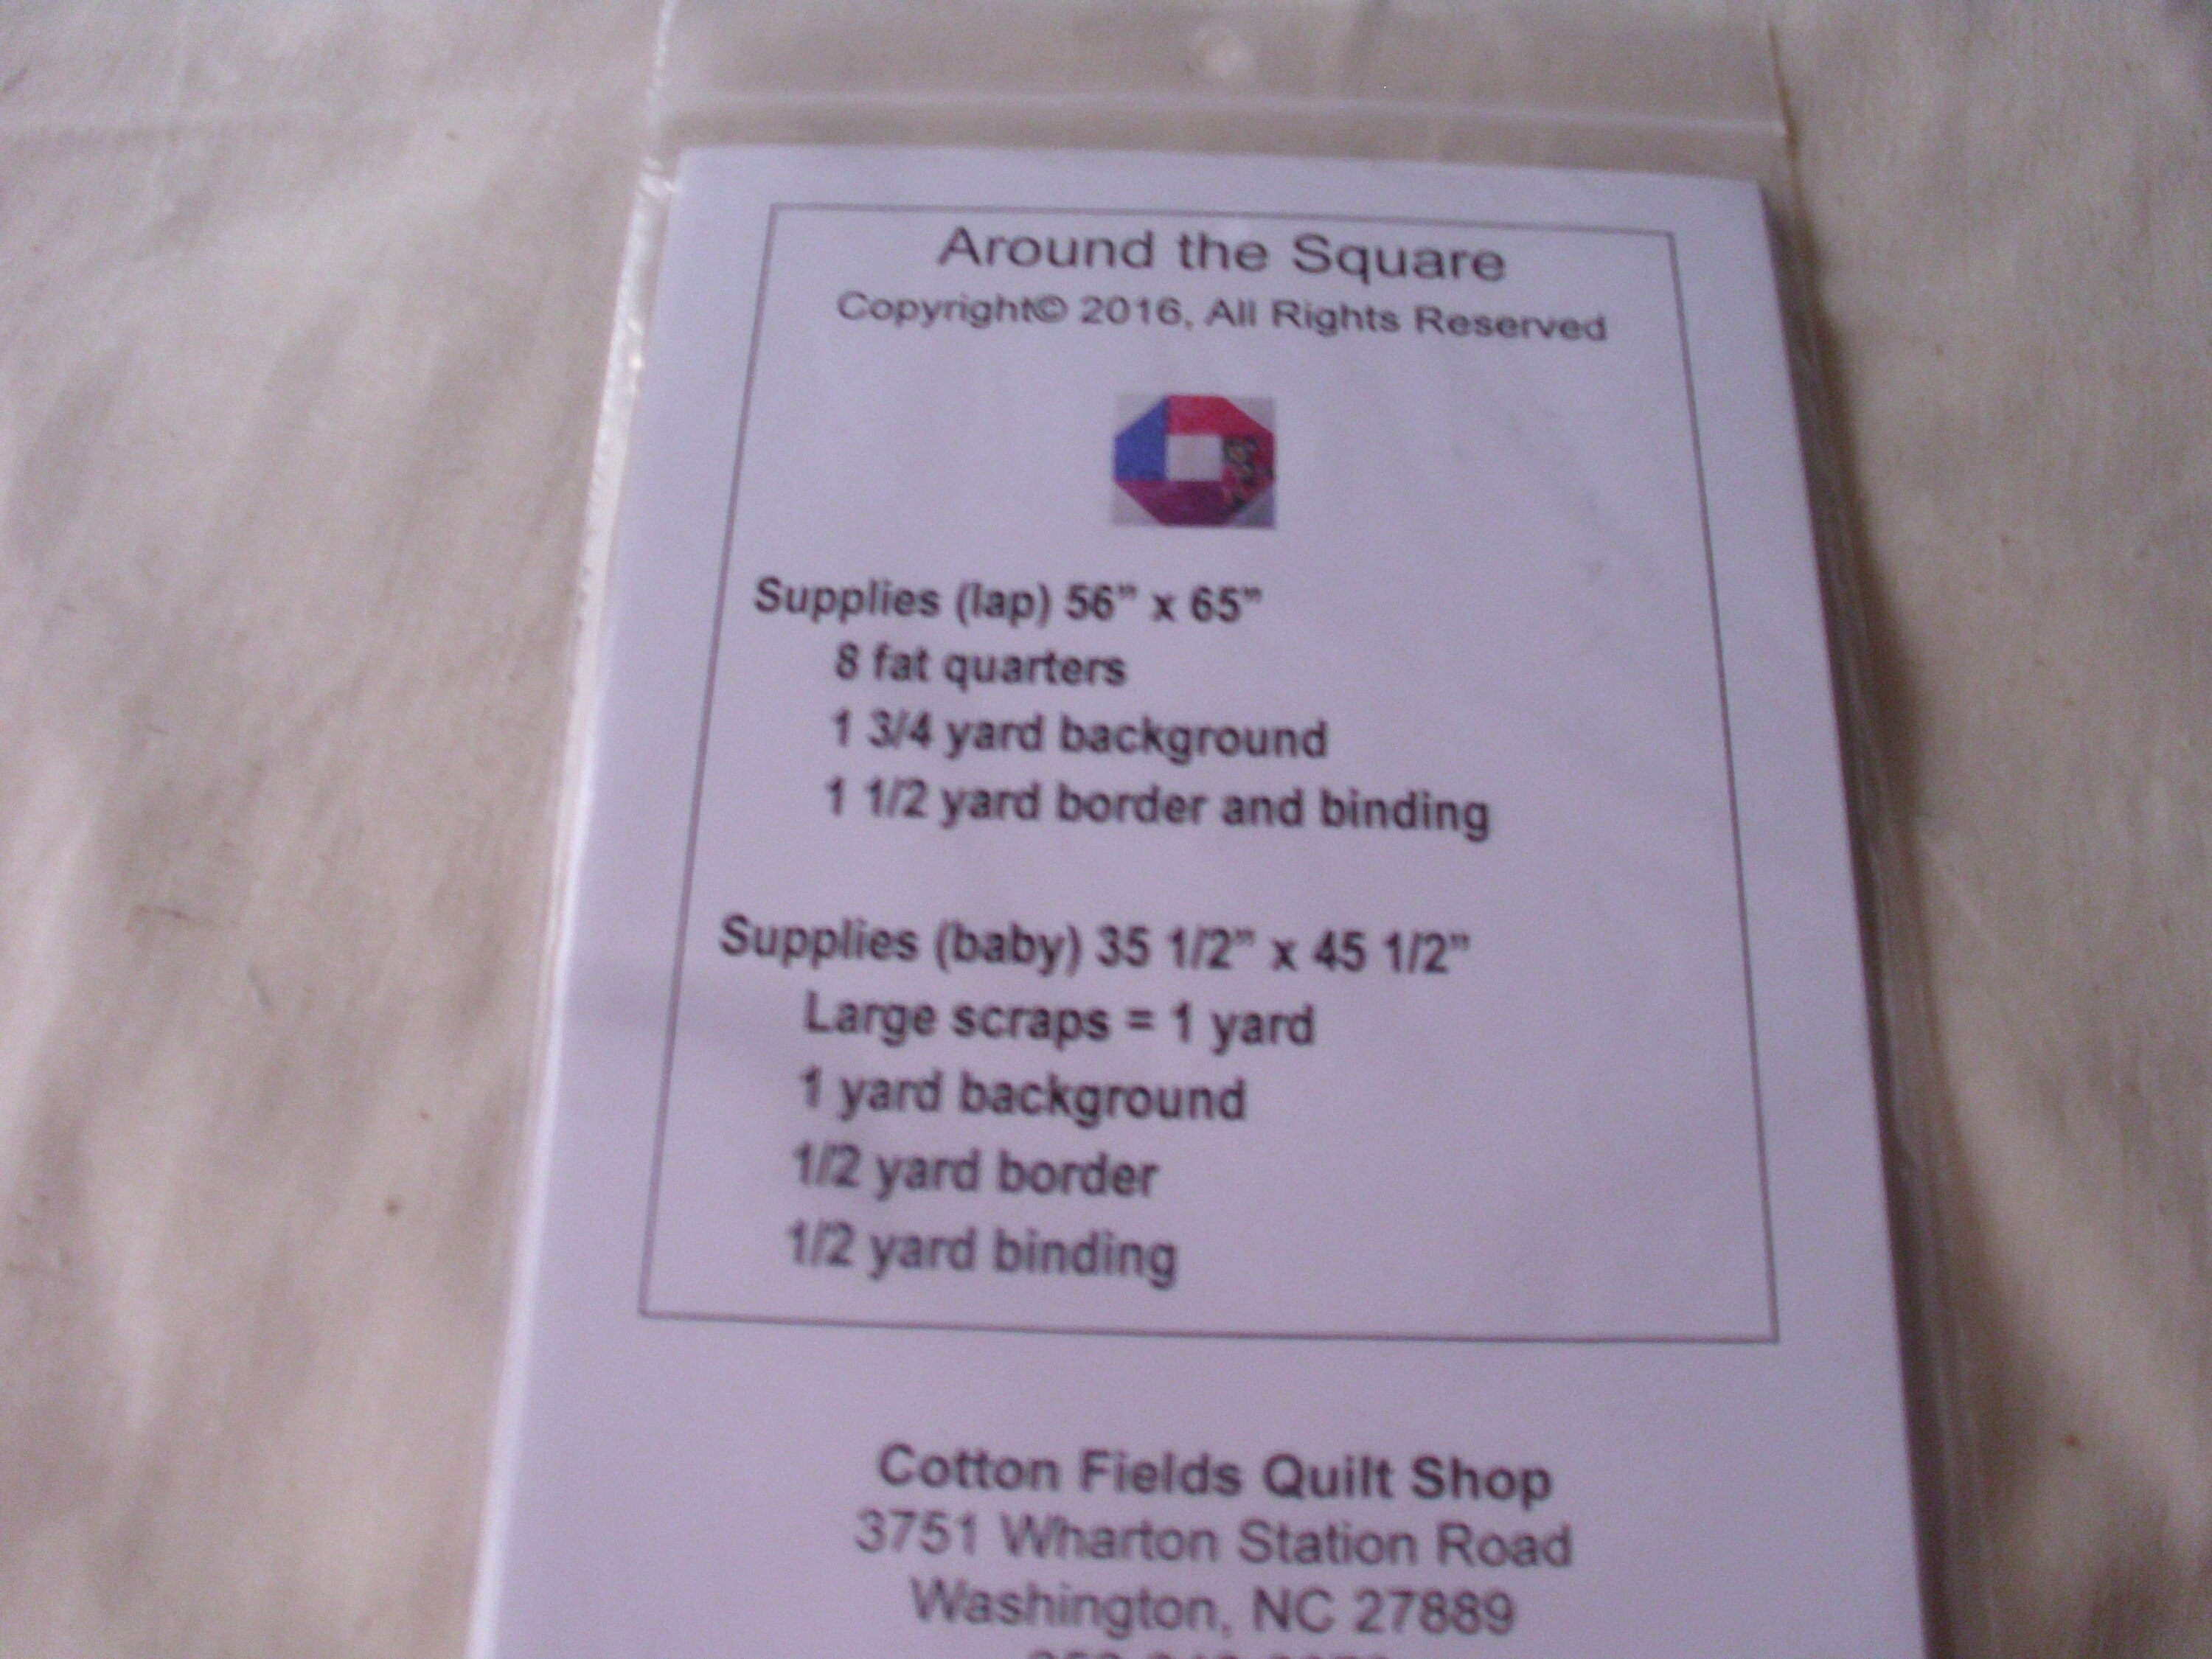 Around the Square
Copyright© 2016, All Rights Reserved
Supplies (lap) 56” x 65”
8 fat quarters
1 3/4 yard background
1 1/2 yard border and binding
Supplies (baby) 35 1/2” x 45 1/2”
Large scraps = 1 yard
1 yard background
1/2 yard border
1/2 yard binding
Cotton Fields Quilt Shop
3751 Wharton Station Road
Washington, NC 27889